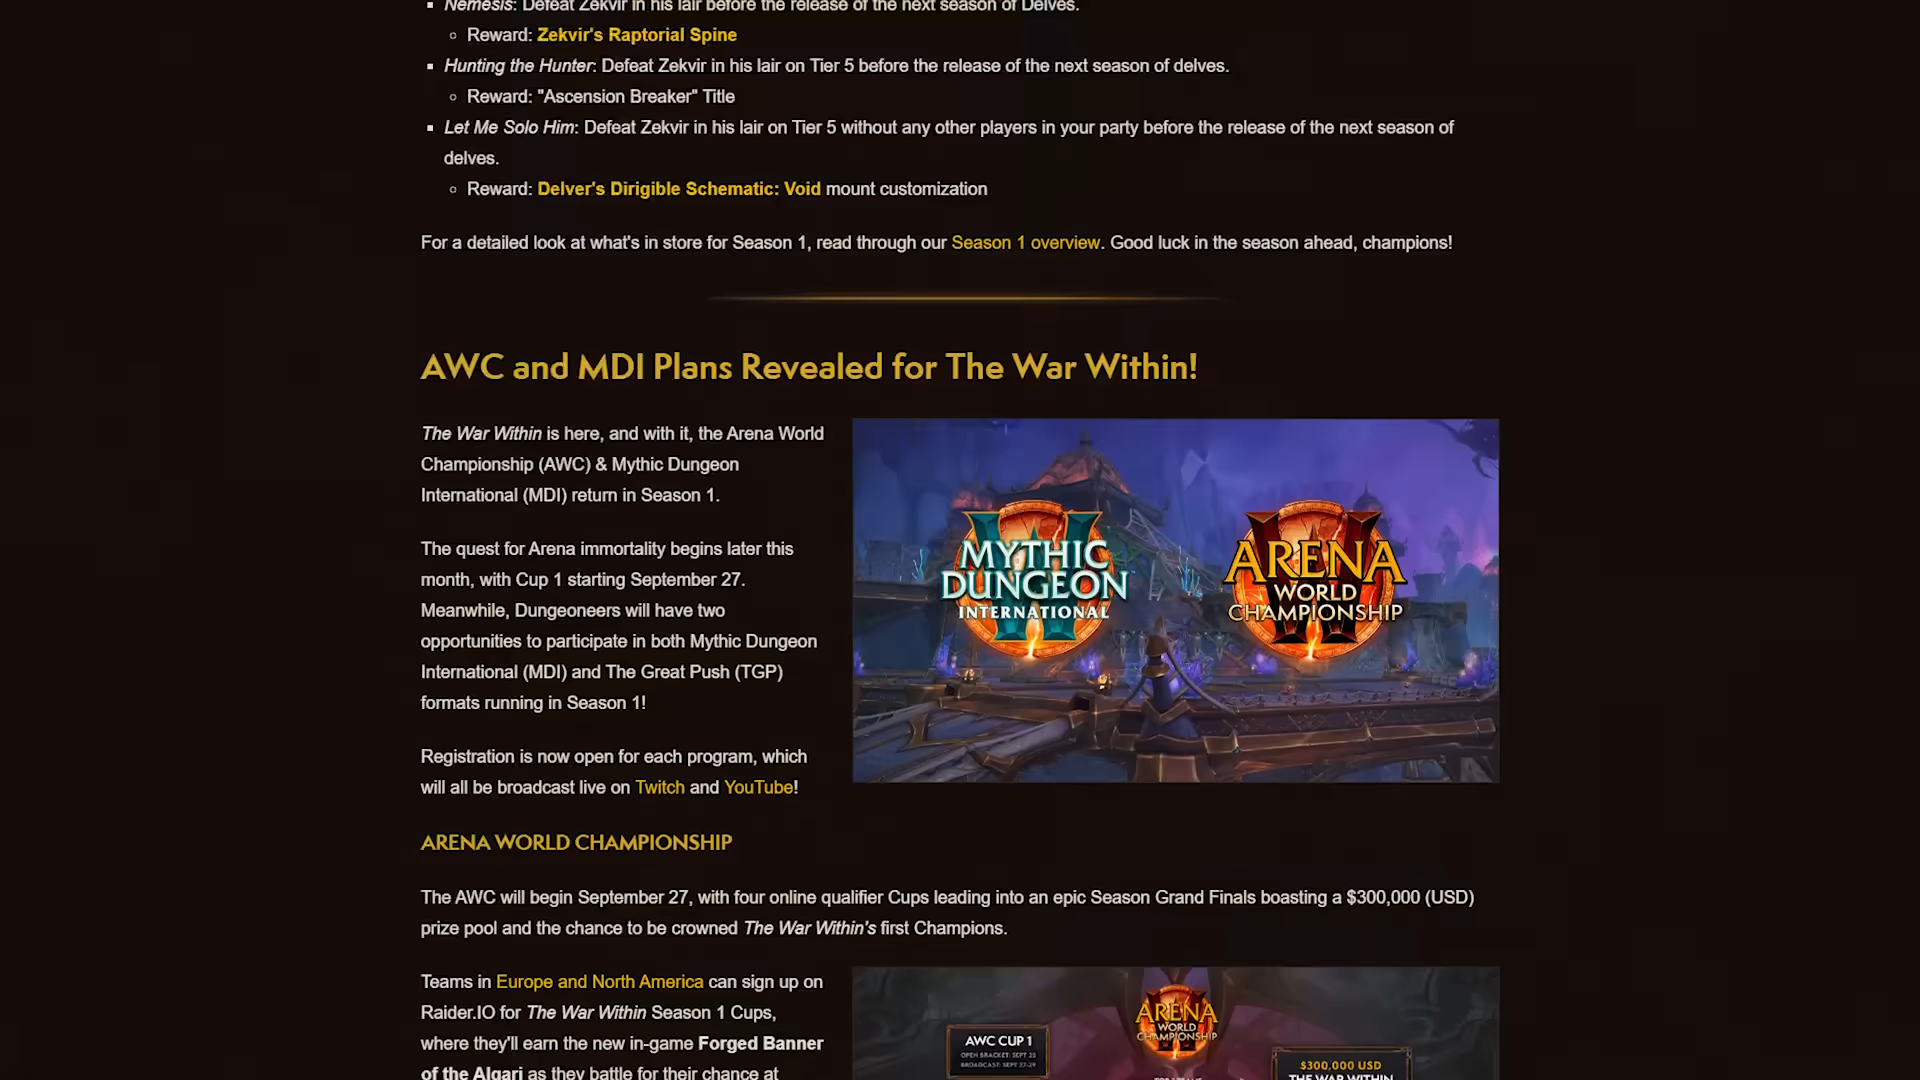 Nemesis: Defeat Zekvir in his lair before the release of the next season of Delves.
Reward: Zekvir's Raptorial Spine
Hunting the Hunter: Defeat Zekvir in his lair on Tier 5 before the release of the next season of delves.
Reward: "Ascension Breaker" Title
Let Me Solo Him: Defeat Zekvir in his lair on Tier 5 without any other players in your party before the release of the next season of
delves.
Reward: Delver's Dirigible Schematic: Void mount customization
For a detailed look at what's in store for Season 1, read through our Season 1 overview. Good luck in the season ahead, champions!
AWC and MDI Plans Revealed for The War Within!
The War Within is here, and with it, the Arena World
Championship (AWC) & Mythic Dungeon
International (MDI) return in Season 1.
The quest for Arena immortality begins later this
month, with Cup 1 starting September 27.
Meanwhile, Dungeoneers will have two
opportunities to participate in both Mythic Dungeon
International (MDI) and The Great Push (TGP)
formats running in Season 1!
Registration is now open for each program, which
will all be broadcast live on Twitch and YouTube!
MYTHIC
DUNGEON
INTERNATIONAL
ARENA
WORLD
CHAMPIONSHIP
ARENA WORLD CHAMPIONSHIP
The AWC will begin September 27, with four online qualifier Cups leading into an epic Season Grand Finals boasting a $300,000 (USD)
prize pool and the chance to be crowned The War Within's first Champions.
Teams in Europe and North America can sign up on
Raider.IO for The War Within Season 1 Cups,
where they'll earn the new in-game Forged Banner
of the Algari as they battle for their chance at
ARENA
WORLD
CHAMPIONSHIP
AWC CUP 1
OPEN BRACKET: SEPT 25
BROADCAST: SEPT 27-29
$300,000 USD
THE WAR WITHIN